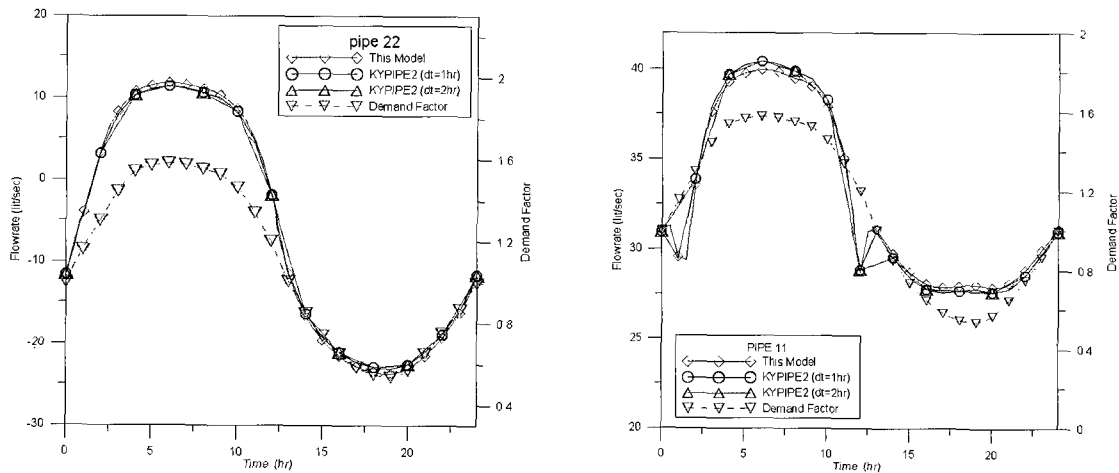 pipe 22
This Model
KYPIPE2 (dt=1hr)
KYPIPE2 (dt=2hr)
Demand Factor
20
10
0
-10
-20
-30
Flowrate (lit/sec)
2
1.6
1.2
0.8
0.4
Demand Factor
0
5
10
15
20
Time (hr)
PIPE 11
This Model
KYPIPE2 (dt=1hr)
KYPIPE2 (dt=2hr)
Demand Factor
40
35
30
25
20
Flowrate (lit/sec)
2
1.6
1.2
0.8
0.4
0
Demand Factor
0
5
10
15
20
Time (hr)